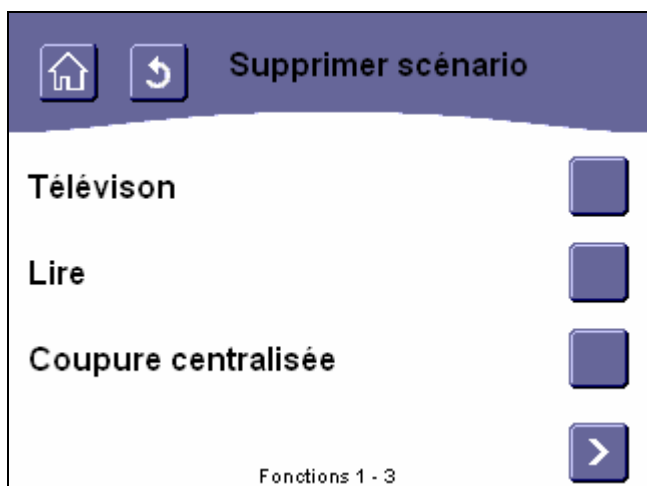 Supprimer scénario
Télévison
Lire
Coupure centralisée
Fonctions 1 - 3